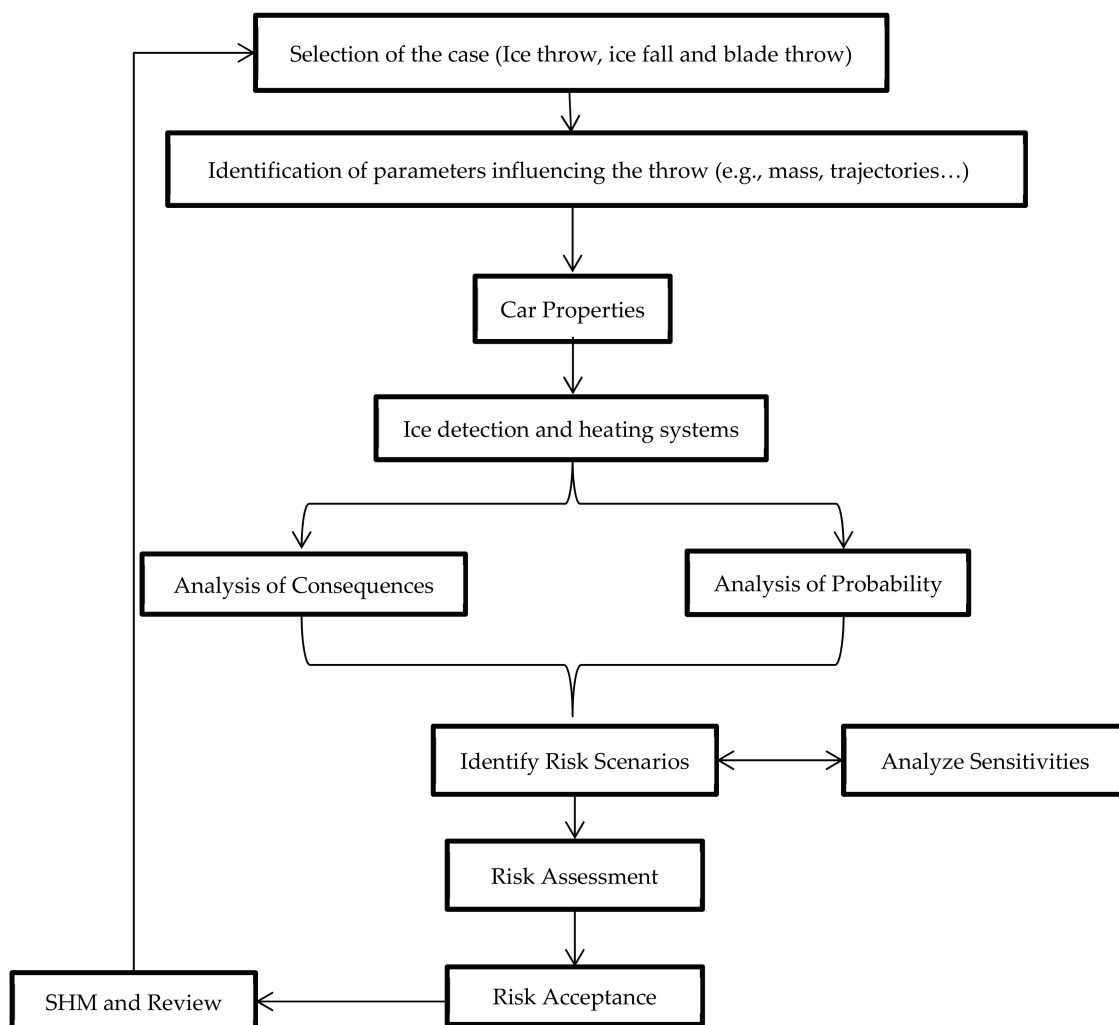 Selection of the case (Ice throw, ice fall and blade throw)
Identification of parameters influencing the throw (e.g., mass, trajectories…)
Car Properties
Ice detection and heating systems
Analysis of Consequences
Analysis of Probability
Identify Risk Scenarios
Analyze Sensitivities
Risk Assessment
SHM and Review
Risk Acceptance